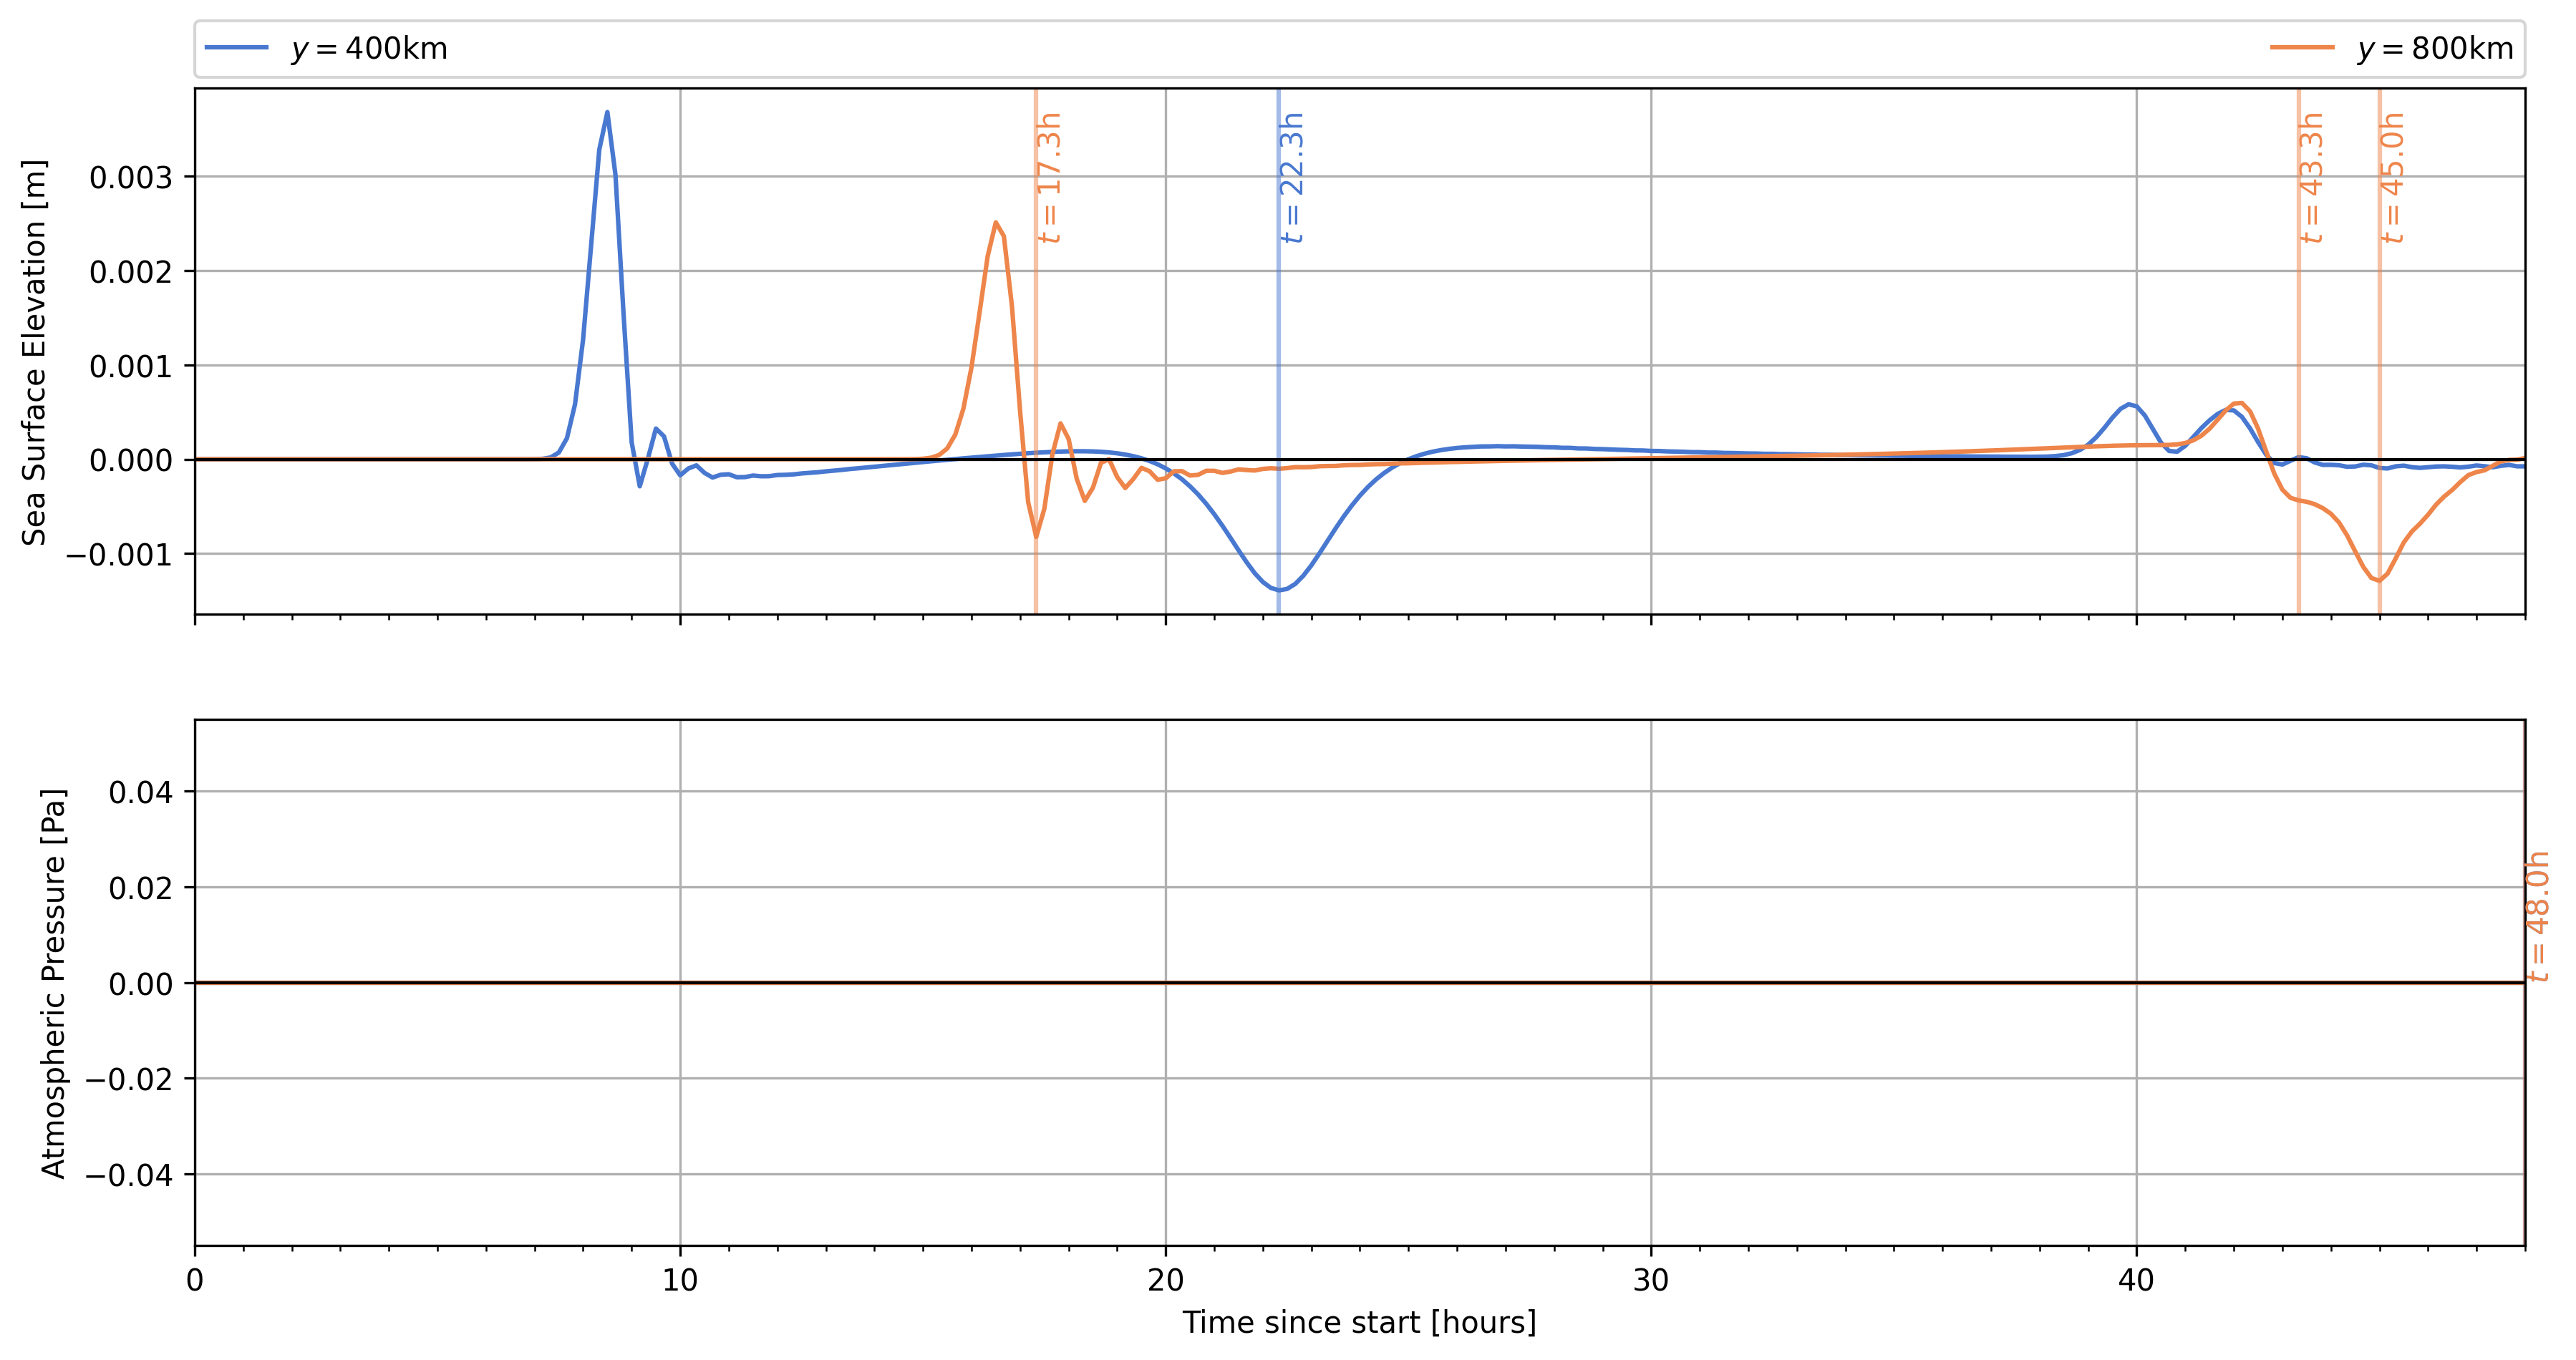 y = 400km
y = 800km
Sea Surface Elevation [m]
0.003
0.002
0.001
0.000
−0.001
t = 17.3h
t = 22.3h
t = 43.3h
t = 45.0h
Atmospheric Pressure [Pa]
0.04
0.02
0.00
−0.02
−0.04
t = 48.0h
0 10 20 30 40
Time since start [hours]